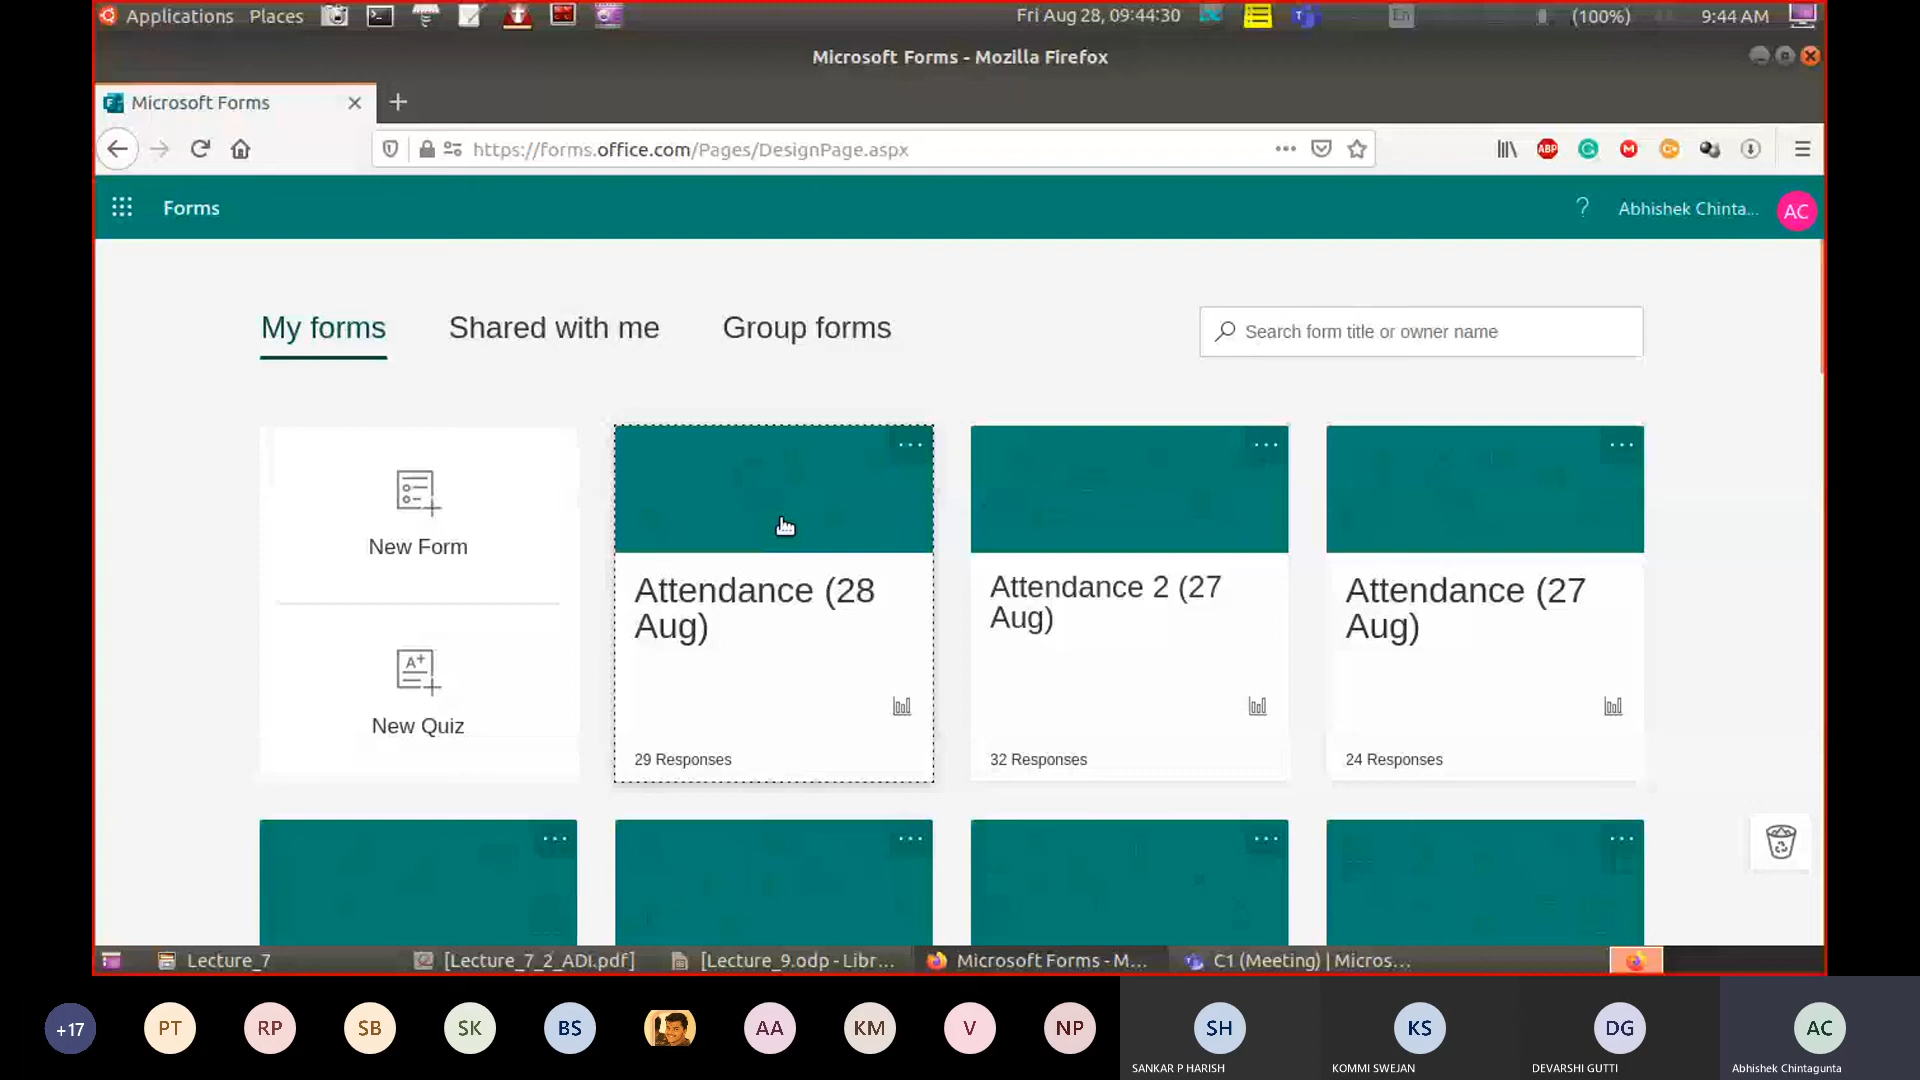 Applications Places Fri Aug 28, 09:44:30 En (100%) 9:44 AM
Microsoft Forms - Mozilla Firefox
Microsoft Forms
https://forms.office.com/Pages/DesignPage.aspx ABP
Forms ? Abhishek Chinta... AC
My forms Shared with me Group forms Search form title or owner name
New Form
New Quiz
Attendance (28
Aug)
29 Responses
Attendance 2 (27
Aug)
32 Responses
Attendance (27
Aug)
24 Responses
Lecture_7 [Lecture_7_2_ADI.pdf] [Lecture_9.odp - Libr... Microsoft Forms - M... C1 (Meeting) | Micros...
+17 PT RP SB SK BS AA KM V NP SH KS DG AC
SANKAR P HARISH KOMMI SWEJAN DEVARSHI GUTTI Abhishek Chintagunta